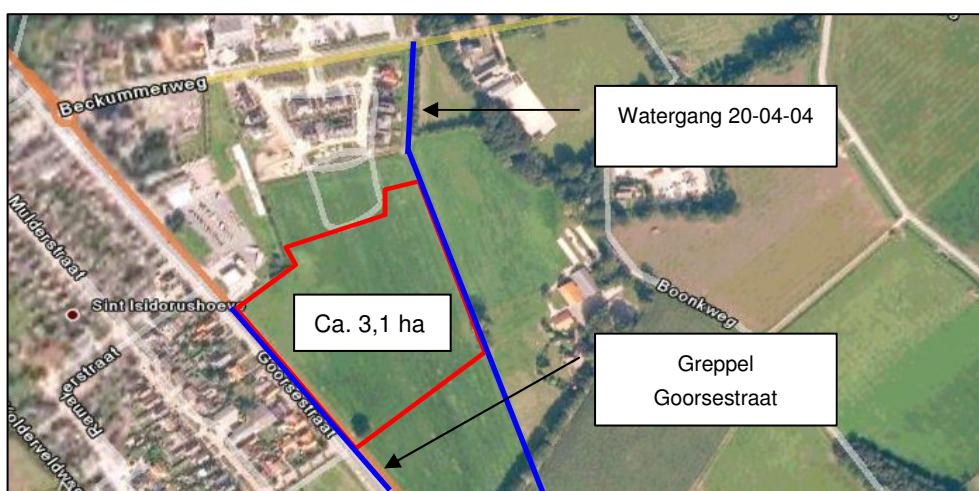 Beckummerweg
Watergang 20-04-04
Mulderstraat
Sint Isidorushoeve
Ca. 3,1 ha
Boonkweg
Goorsestraat
Greppel
Goorsestraat